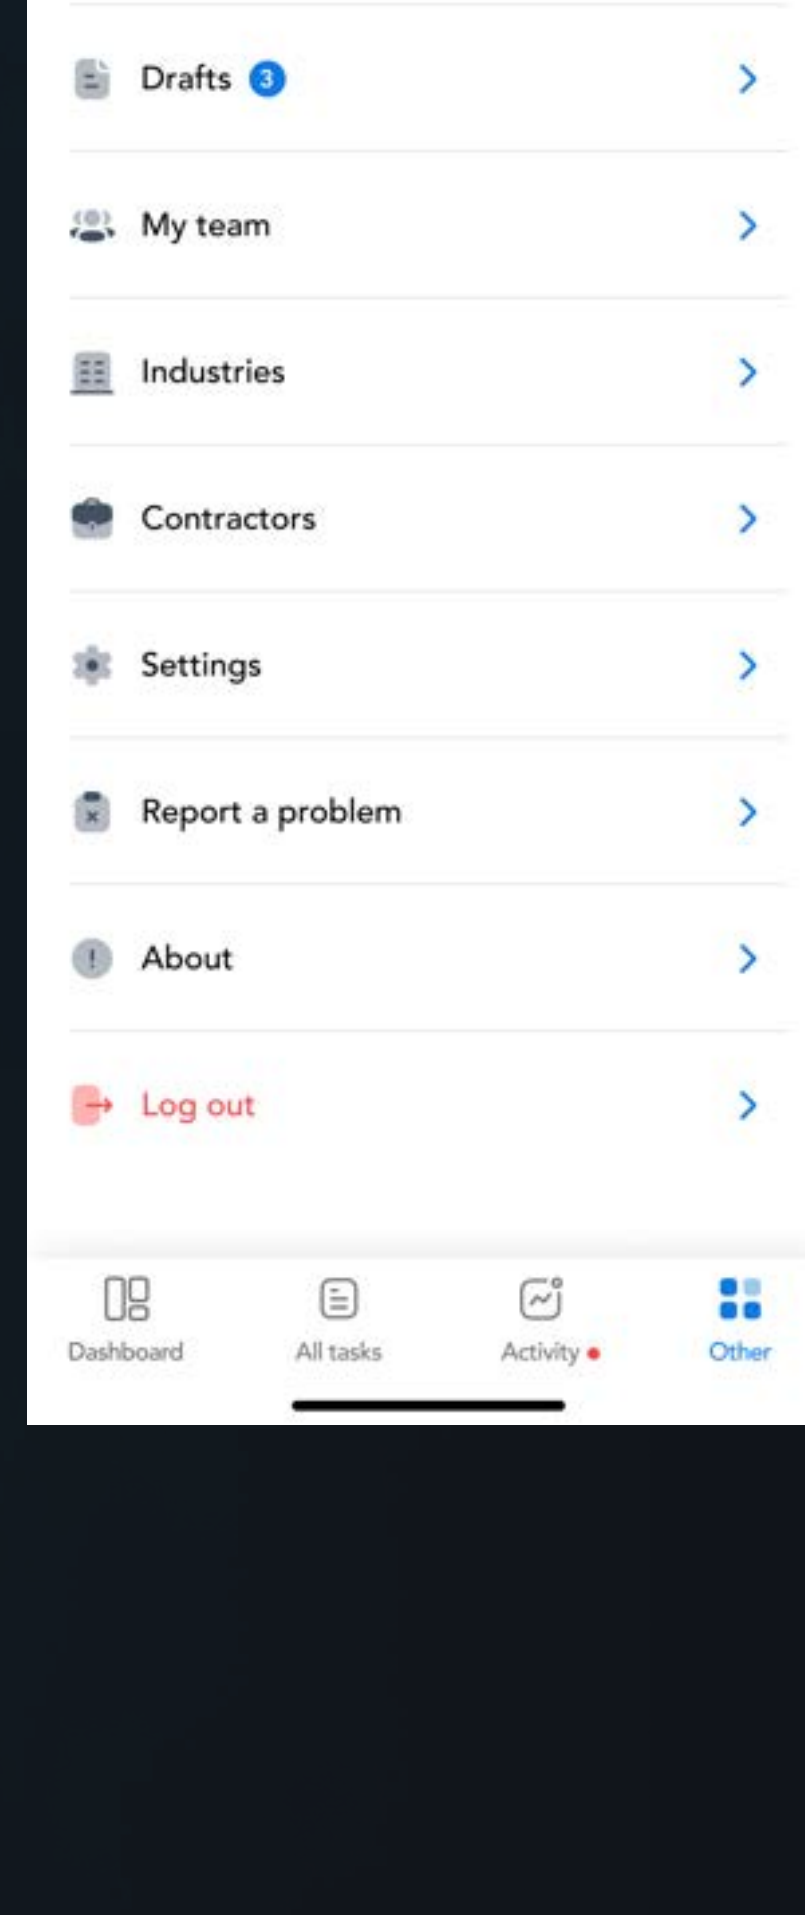 Drafts 3
My team
Industries
Contractors
Settings
Report a problem
About
Log out
Dashboard All tasks Activity Other